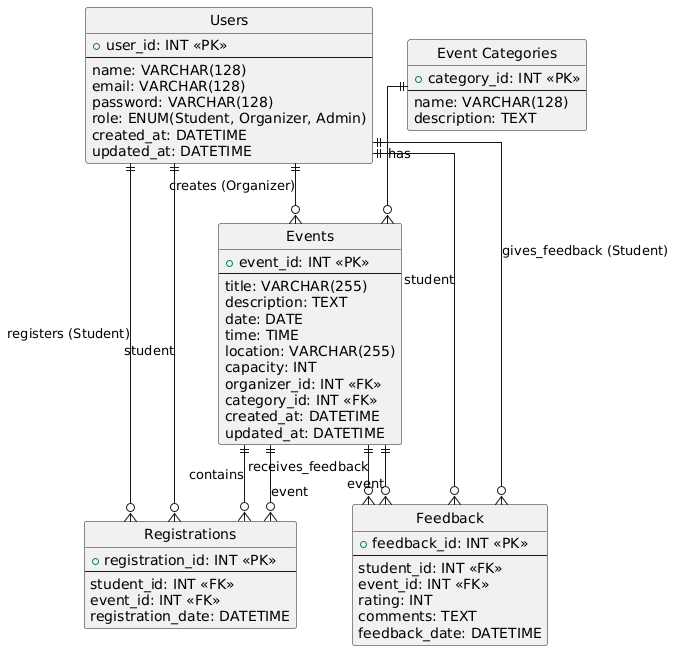 Users
user_id: INT «PK»
name: VARCHAR(128)
email: VARCHAR(128)
password: VARCHAR(128)
role: ENUM(Student, Organizer, Admin)
created_at: DATETIME
updated_at: DATETIME
Event Categories
category_id: INT «PK»
name: VARCHAR(128)
description: TEXT
has
creates (Organizer)
Events
event_id: INT «PK»
title: VARCHAR(255)
description: TEXT
date: DATE
time: TIME
location: VARCHAR(255)
capacity: INT
organizer_id: INT «FK»
category_id: INT «FK»
created_at: DATETIME
updated_at: DATETIME
gives_feedback (Student)
student
registers (Student)
student
contains
receives_feedback
event
event
Registrations
registration_id: INT «PK»
student_id: INT «FK»
event_id: INT «FK»
registration_date: DATETIME
Feedback
feedback_id: INT «PK»
student_id: INT «FK»
event_id: INT «FK»
rating: INT
comments: TEXT
feedback_date: DATETIME